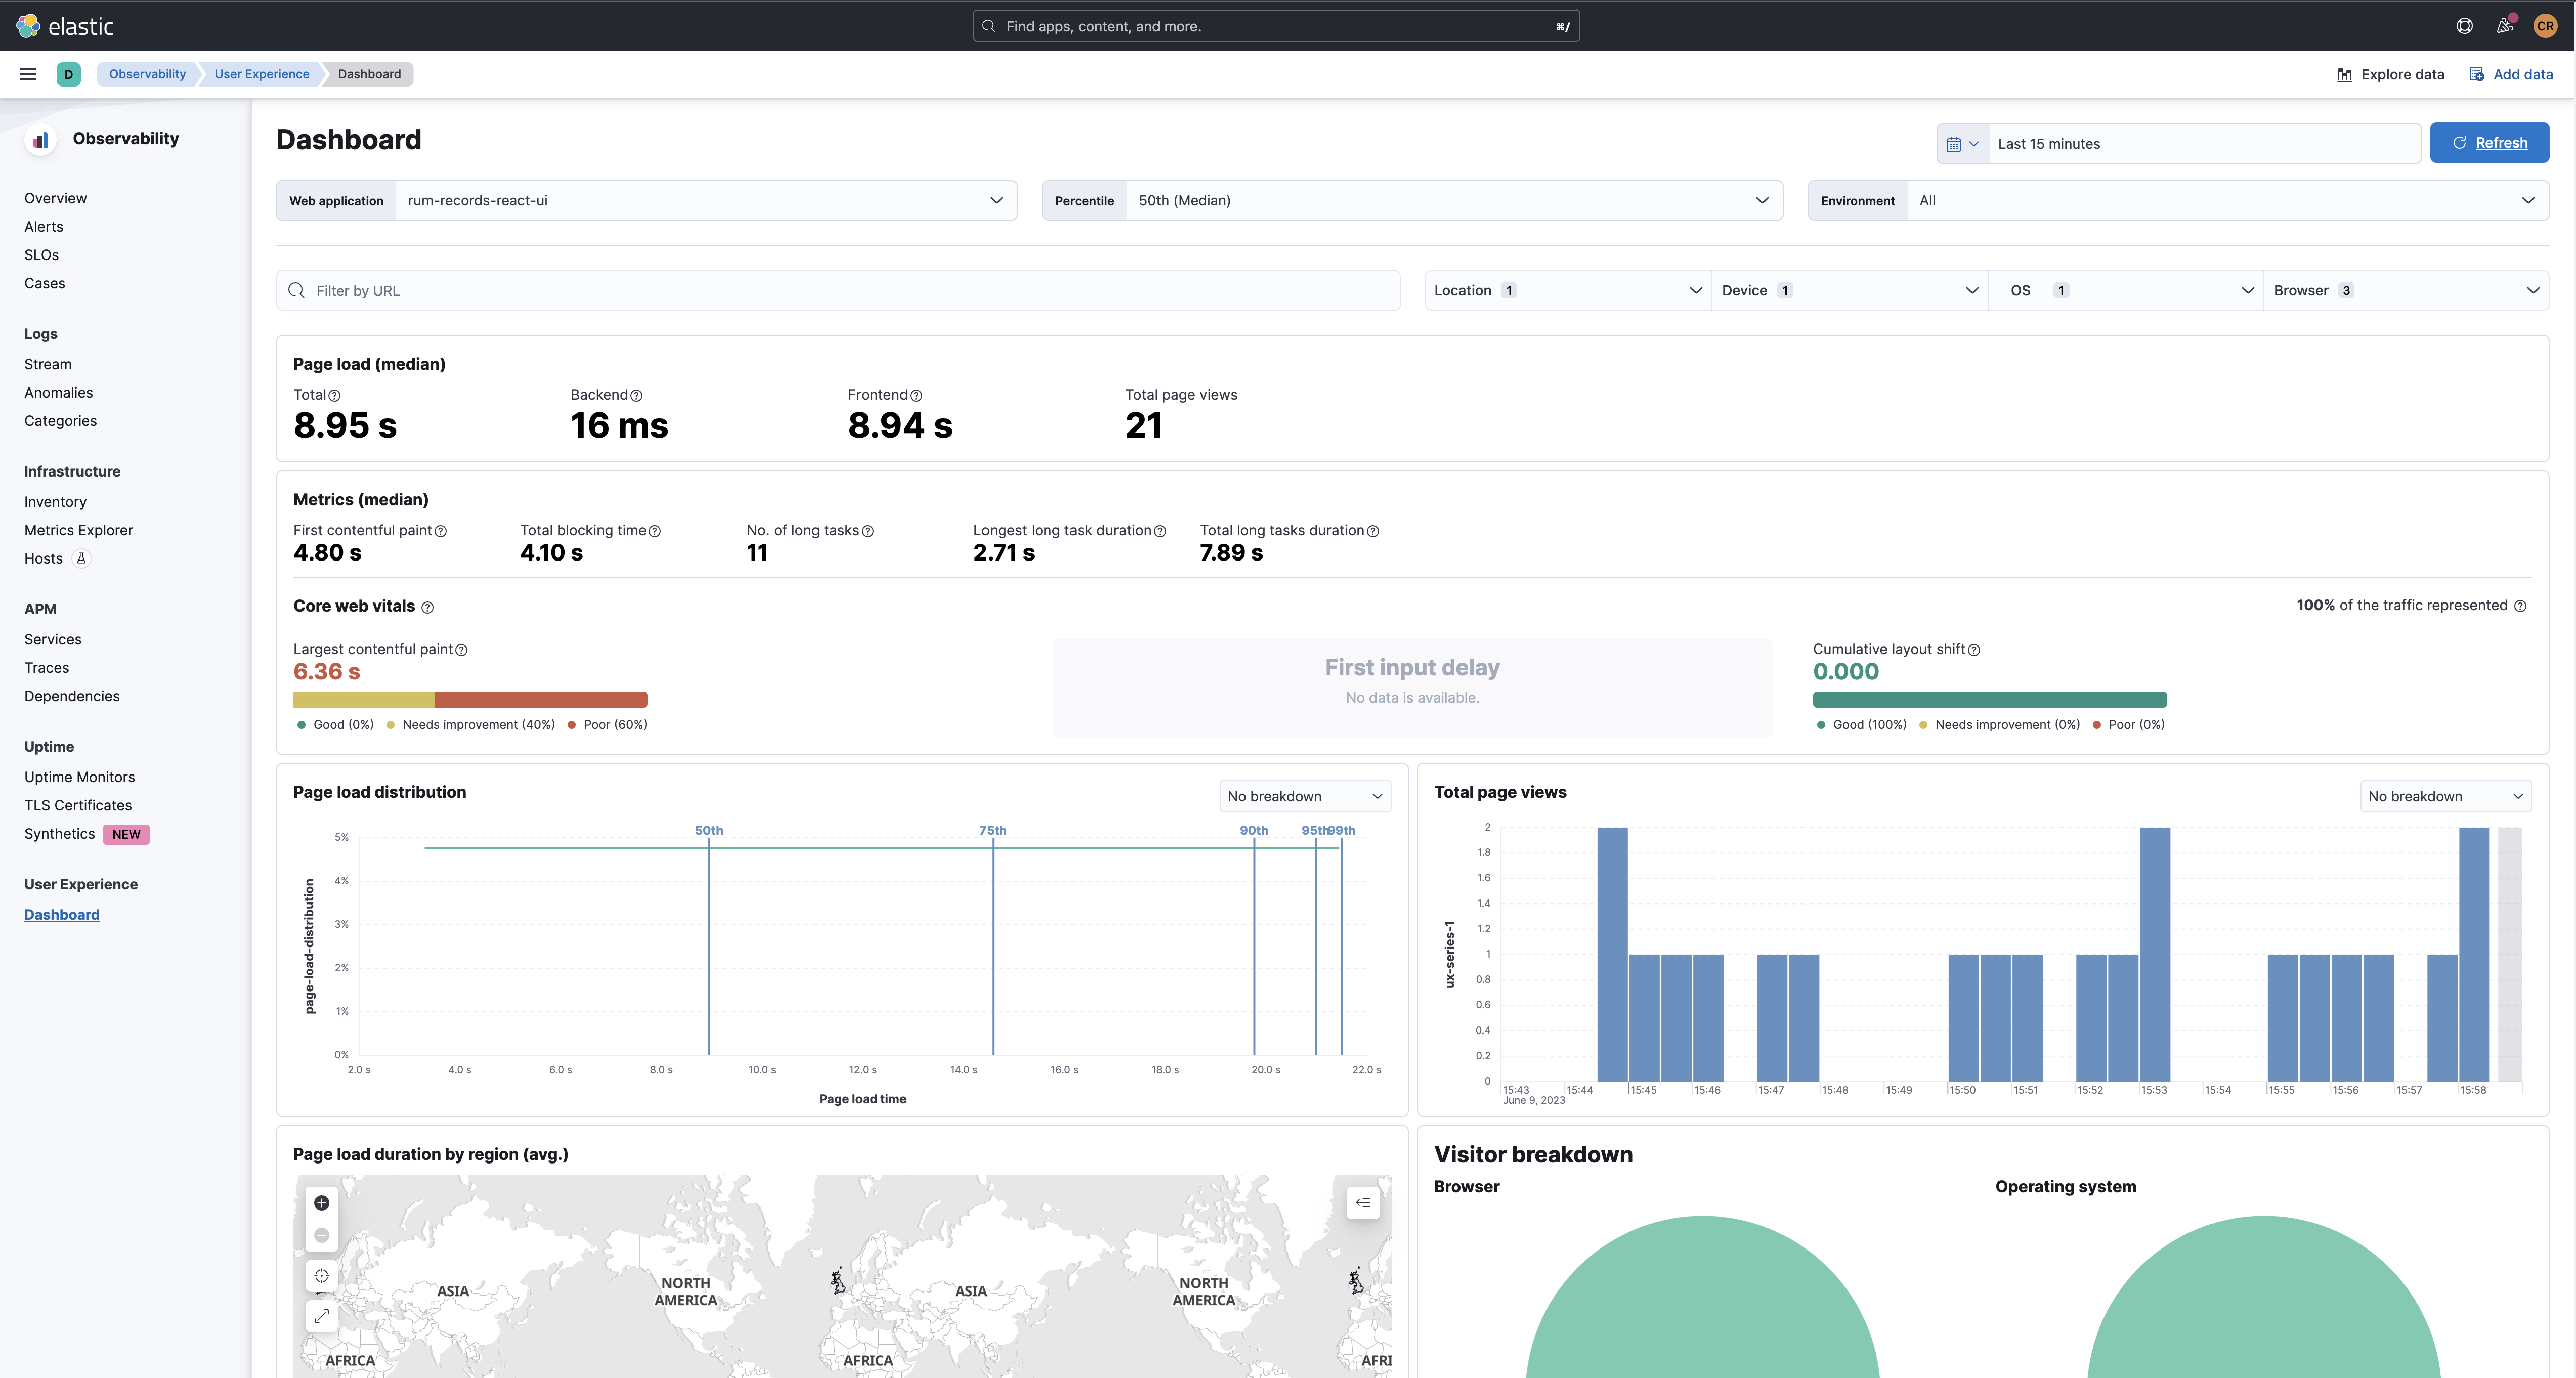 elastic
Find apps, content, and more.
⌘/
CR
D
Observability
User Experience
Dashboard
Explore data
Add data
Observability
Overview
Alerts
SLOs
Cases
Logs
Stream
Anomalies
Categories
Infrastructure
Inventory
Metrics Explorer
Hosts
APM
Services
Traces
Dependencies
Uptime
Uptime Monitors
TLS Certificates
Synthetics NEW
User Experience
Dashboard
Dashboard
Last 15 minutes
Refresh
Web application rum-records-react-ui
Percentile 50th (Median)
Environment All
Filter by URL
Location 1
Device 1
OS 1
Browser 3
Page load (median)
Total
8.95 s
Backend
16 ms
Frontend
8.94 s
Total page views
21
Metrics (median)
First contentful paint
4.80 s
Total blocking time
4.10 s
No. of long tasks
11
Longest long task duration
2.71 s
Total long tasks duration
7.89 s
Core web vitals
100% of the traffic represented
Largest contentful paint
6.36 s
Good (0%) Needs improvement (40%) Poor (60%)
First input delay
No data is available.
Cumulative layout shift
0.000
Good (100%) Needs improvement (0%) Poor (0%)
Page load distribution
No breakdown
50th 75th 90th 95th 99th
5%
4%
3%
2%
1%
0%
page-load-distribution
2.0 s 4.0 s 6.0 s 8.0 s 10.0 s 12.0 s 14.0 s 16.0 s 18.0 s 20.0 s 22.0 s
Page load time
Total page views
No breakdown
2
1.8
1.6
1.4
1.2
1
0.8
0.6
0.4
0.2
0
ux-series-1
15:43 15:44 15:45 15:46 15:47 15:48 15:49 15:50 15:51 15:52 15:53 15:54 15:55 15:56 15:57 15:58
June 9, 2023
Page load duration by region (avg.)
ASIA
NORTH
AMERICA
ASIA
NORTH
AMERICA
AFRICA
AFRICA
AFRI
Visitor breakdown
Browser
Operating system